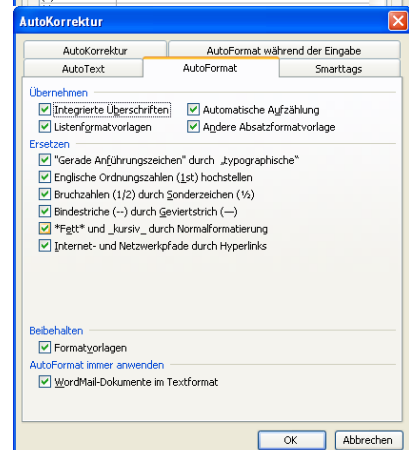 AutoKorrektur
AutoKorrektur AutoFormat während der Eingabe
AutoText AutoFormat Smarttags
Übernehmen
Integrierte Überschriften Automatische Aufzählung
Listenformatvorlagen Andere Absatzformatvorlage
Ersetzen
"Gerade Anführungszeichen" durch „typographische“
Englische Ordnungszahlen (1st) hochstellen
Bruchzahlen (1/2) durch Sonderzeichen (½)
Bindestriche (--) durch Geviertstrich (—)
*Fett* und _kursiv_ durch Normalformatierung
Internet- und Netzwerkpfade durch Hyperlinks
Beibehalten
Formatvorlagen
AutoFormat immer anwenden
WordMail-Dokumente im Textformat
OK Abbrechen